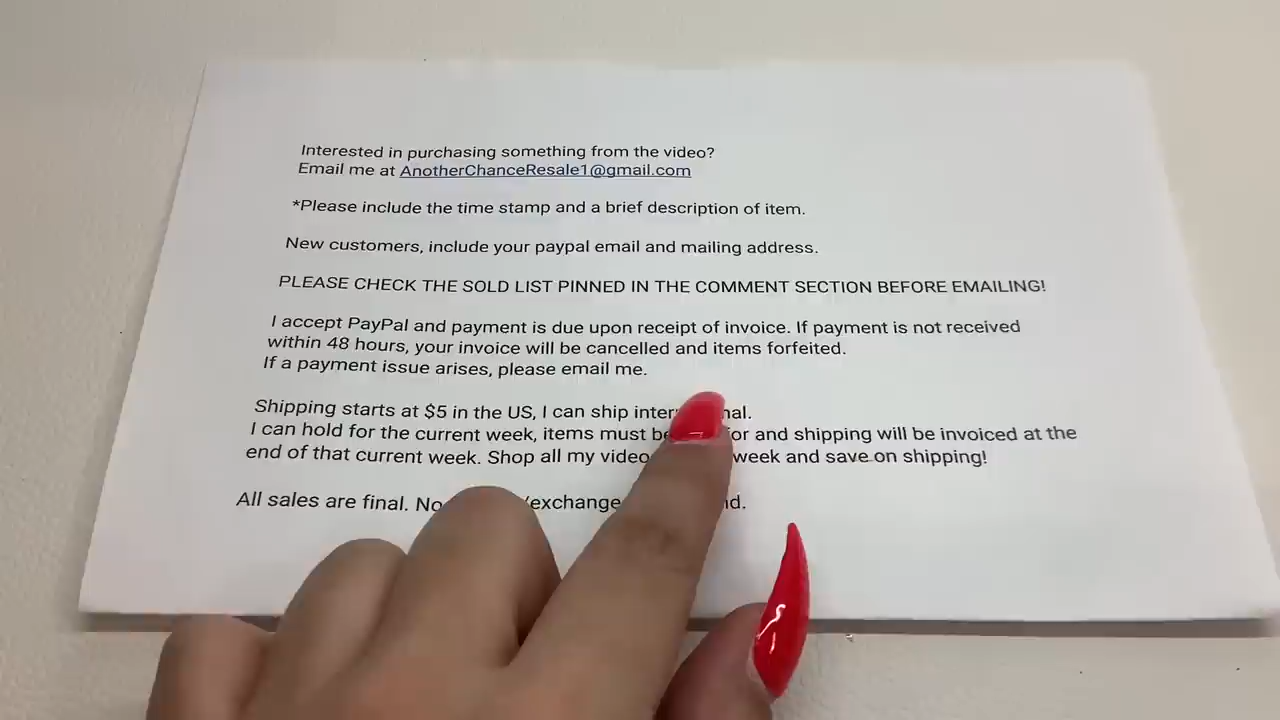 Interested in purchasing something from the video?
Email me at AnotherChanceResale1@gmail.com
*Please include the time stamp and a brief description of item.
New customers, include your paypal email and mailing address.
PLEASE CHECK THE SOLD LIST PINNED IN THE COMMENT SECTION BEFORE EMAILING!
I accept PayPal and payment is due upon receipt of invoice. If payment is not received
within 48 hours, your invoice will be cancelled and items forfeited.
If a payment issue arises, please email me.
Shipping starts at $5 in the US, I can ship
I can hold for the current week, items must be and shipping will be invoiced at the
end of that current week. Shop all my week and save on shipping!
All sales are final. No